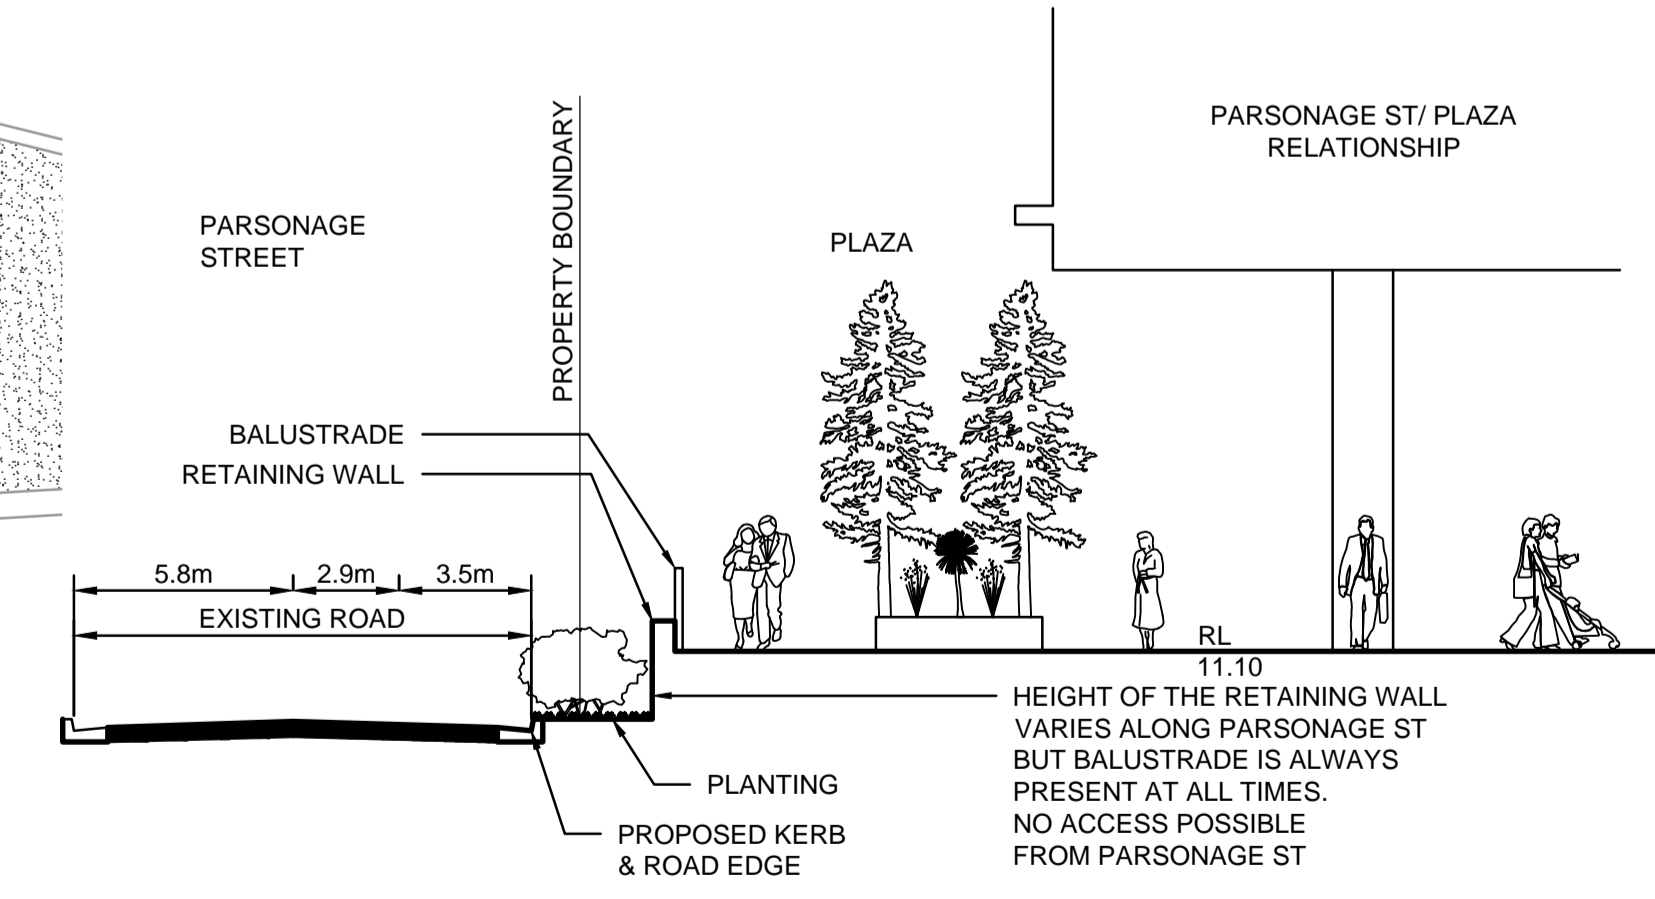 PARSONAGE ST/ PLAZA
RELATIONSHIP
PROPERTY BOUNDARY
PARSONAGE
STREET
PLAZA
BALUSTRADE
RETAINING WALL
5.8m
2.9m
3.5m
EXISTING ROAD
RL
11.10
HEIGHT OF THE RETAINING WALL
VARIES ALONG PARSONAGE ST
BUT BALUSTRADE IS ALWAYS
PRESENT AT ALL TIMES.
NO ACCESS POSSIBLE
FROM PARSONAGE ST
PLANTING
PROPOSED KERB
& ROAD EDGE